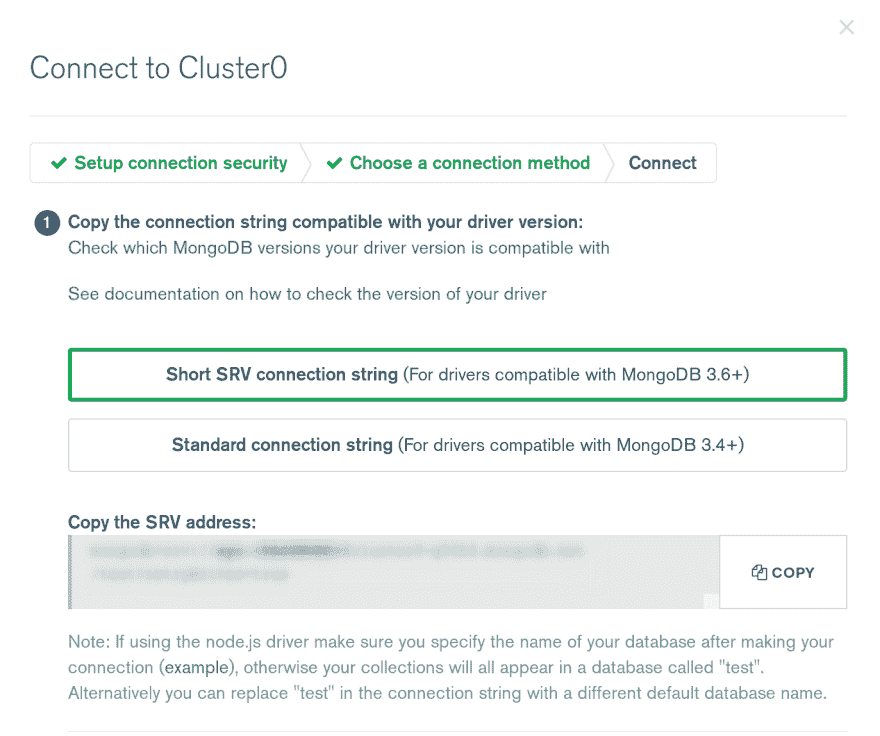 Connect to Cluster0
Setup connection security
Choose a connection method
Connect
1
Copy the connection string compatible with your driver version:
Check which MongoDB versions your driver version is compatible with
See documentation on how to check the version of your driver
Short SRV connection string (For drivers compatible with MongoDB 3.6+)
Standard connection string (For drivers compatible with MongoDB 3.4+)
Copy the SRV address:
COPY
Note: If using the node.js driver make sure you specify the name of your database after making your
connection (example), otherwise your collections will all appear in a database called "test".
Alternatively you can replace "test" in the connection string with a different default database name.